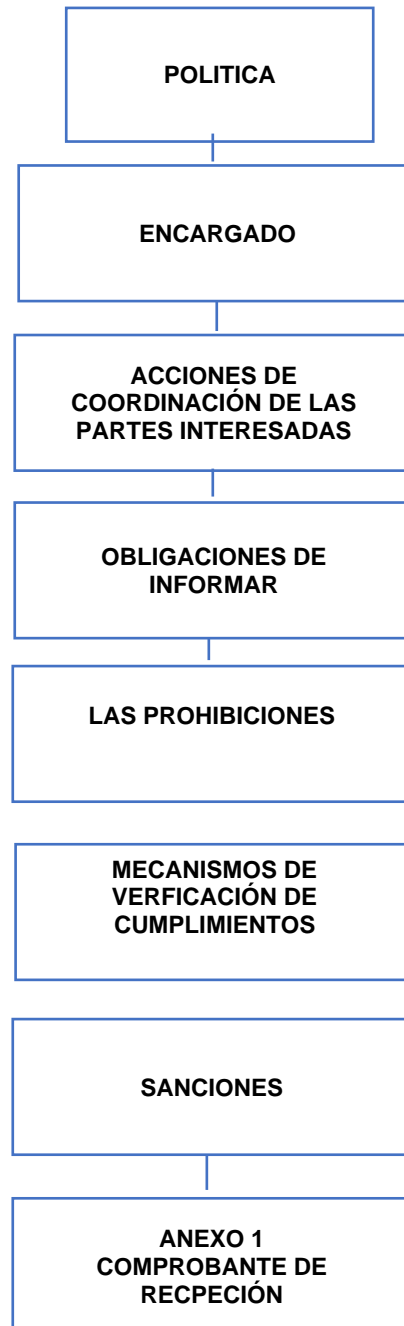 POLITICA
ENCARGADO
ACCIONES DE
COORDINACIÓN DE LAS
PARTES INTERESADAS
OBLIGACIONES DE
INFORMAR
LAS PROHIBICIONES
MECANISMOS DE
VERFICACIÓN DE
CUMPLIMIENTOS
SANCIONES
ANEXO 1
COMPROBANTE DE
RECPECIÓN